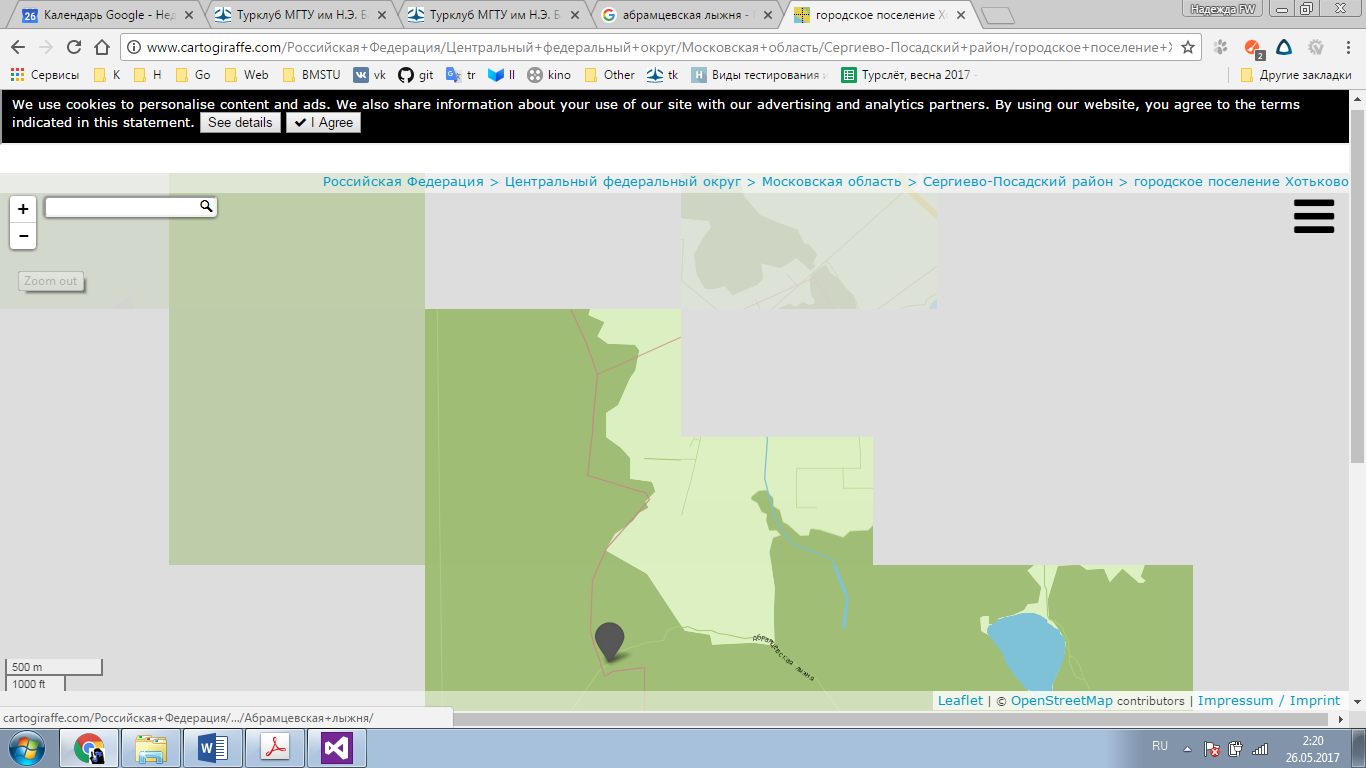 Календарь Google - Нед
Турклуб МГТУ им Н.Э. Б
Турклуб МГТУ им Н.Э. Б
абрамцевская лыжня -
городское поселение Хо
Надежда FW
www.cartogiraffe.com/Российская+Федерация/Центральный+федеральный+округ/Московская+область/Сергиево-Посадский+район/городское+поселение+Х
2
Сервисы
К
Н
Go
Web
BMSTU
vk
git
tr
II
kino
Other
tk
Виды тестирования и
Турслёт, весна 2017 -
Другие закладки
We use cookies to personalise content and ads. We also share information about your use of our site with our advertising and analytics partners. By using our website, you agree to the terms
indicated in this statement. See details ✔ I Agree
Российская Федерация > Центральный федеральный округ > Московская область > Сергиево-Посадский район > городское поселение Хотьково
+
−
Zoom out
Абрамцевская лыжня
500 m
1000 ft
Leaflet | © OpenStreetMap contributors | Impressum / Imprint
cartogiraffe.com/Российская+Федерация/.../Абрамцевская+лыжня/
RU
2:20
26.05.2017